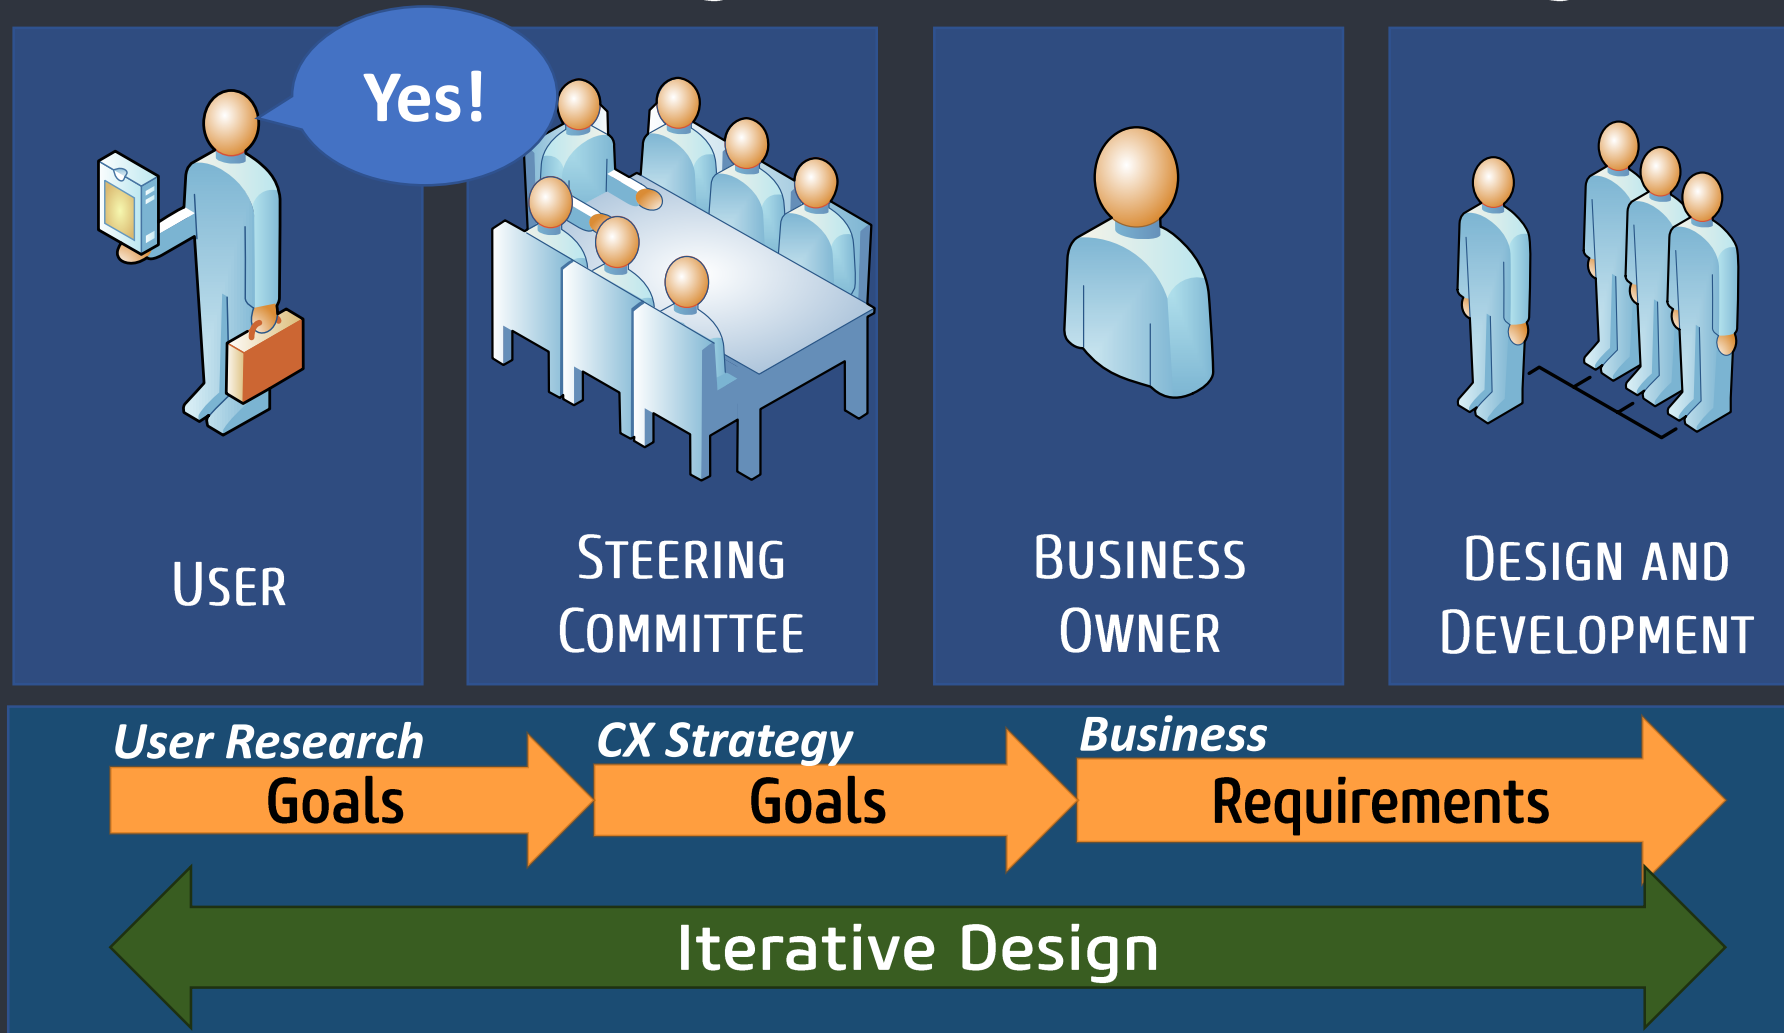 Yes!
User
Steering
Committee
Business
Owner
Design and
Development
User Research
Goals
CX Strategy
Goals
Business
Requirements
Iterative Design